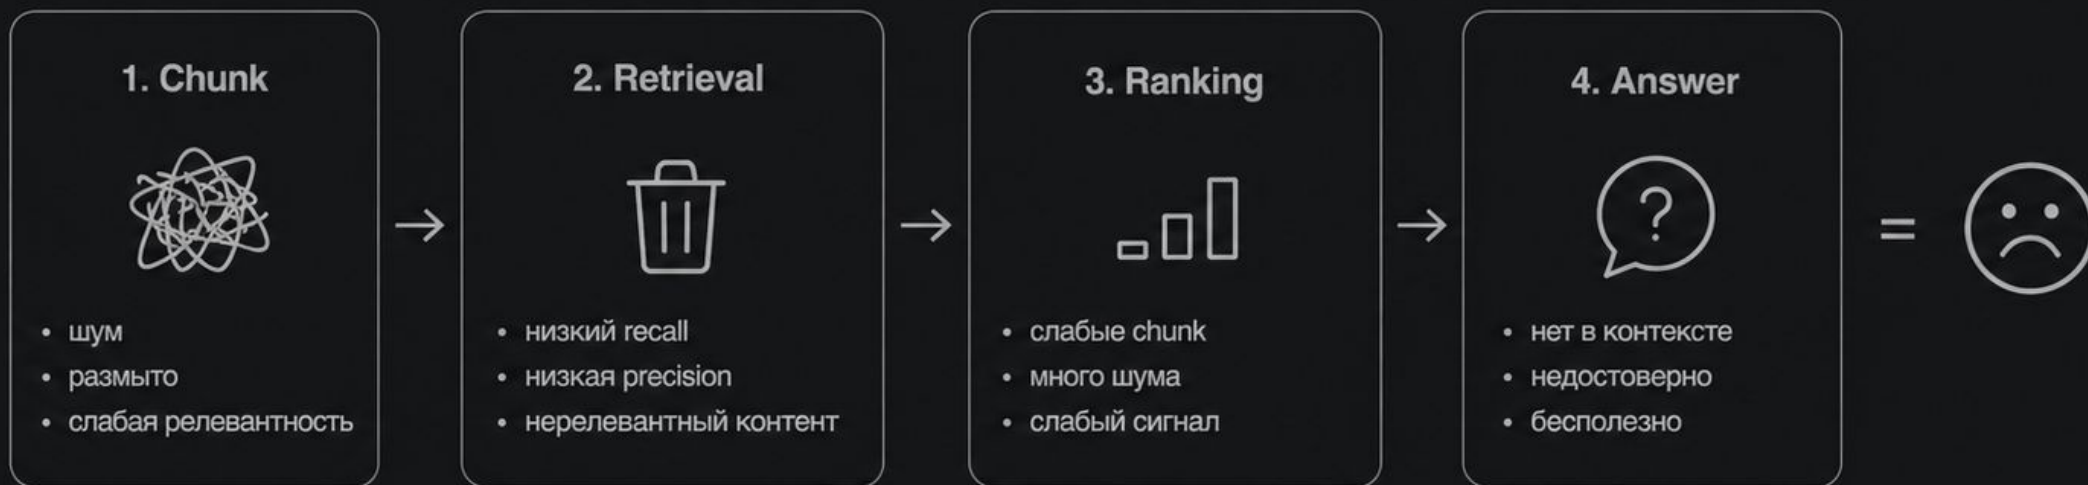 1. Chunk
• шум
• размыто
• слабая релевантность
→
2. Retrieval
• низкий recall
• низкая precision
• нерелевантный контент
→
3. Ranking
• слабые chunk
• много шума
• слабый сигнал
→
4. Answer
?
• нет в контексте
• недостоверно
• бесполезно
=